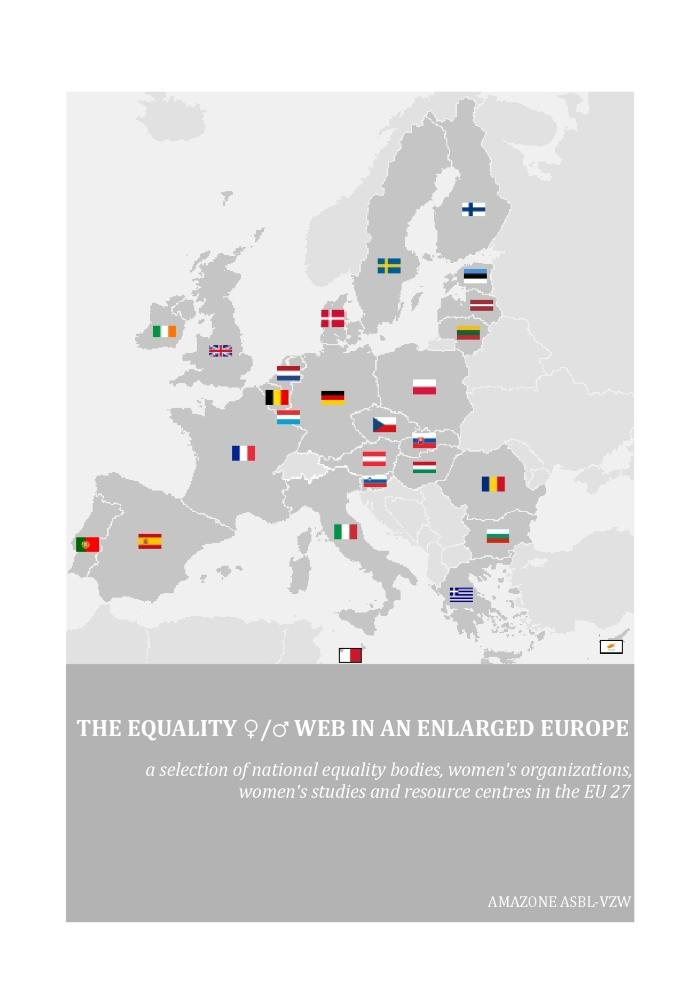 THE EQUALITY ♀/♂ WEB IN AN ENLARGED EUROPE
a selection of national equality bodies, women's organizations,
women's studies and resource centres in the EU 27
AMAZONE ASBL-VZW